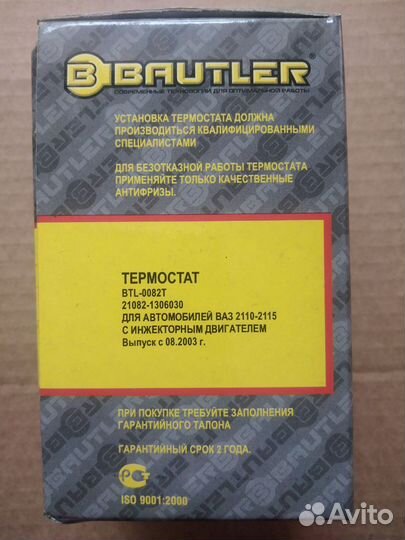 BAUTLER®
СОВРЕМЕННЫЕ ТЕХНОЛОГИИ ДЛЯ ОПТИМАЛЬНОЙ РАБОТЫ
УСТАНОВКА ТЕРМОСТАТА ДОЛЖНА
ПРОИЗВОДИТЬСЯ КВАЛИФИЦИРОВАННЫМИ
СПЕЦИАЛИСТАМИ
ДЛЯ БЕЗОТКАЗНОЙ РАБОТЫ ТЕРМОСТАТА
ПРИМЕНЯЙТЕ ТОЛЬКО КАЧЕСТВЕННЫЕ
АНТИФРИЗЫ.
ТЕРМОСТАТ
BTL-0082T
21082-1306030
ДЛЯ АВТОМОБИЛЕЙ ВАЗ 2110-2115
С ИНЖЕКТОРНЫМ ДВИГАТЕЛЕМ
Выпуск с 08.2003 г.
ПРИ ПОКУПКЕ ТРЕБУЙТЕ ЗАПОЛНЕНИЯ
ГАРАНТИЙНОГО ТАЛОНА
ГАРАНТИЙНЫЙ СРОК 2 ГОДА.
ISO 9001:2000
Avito